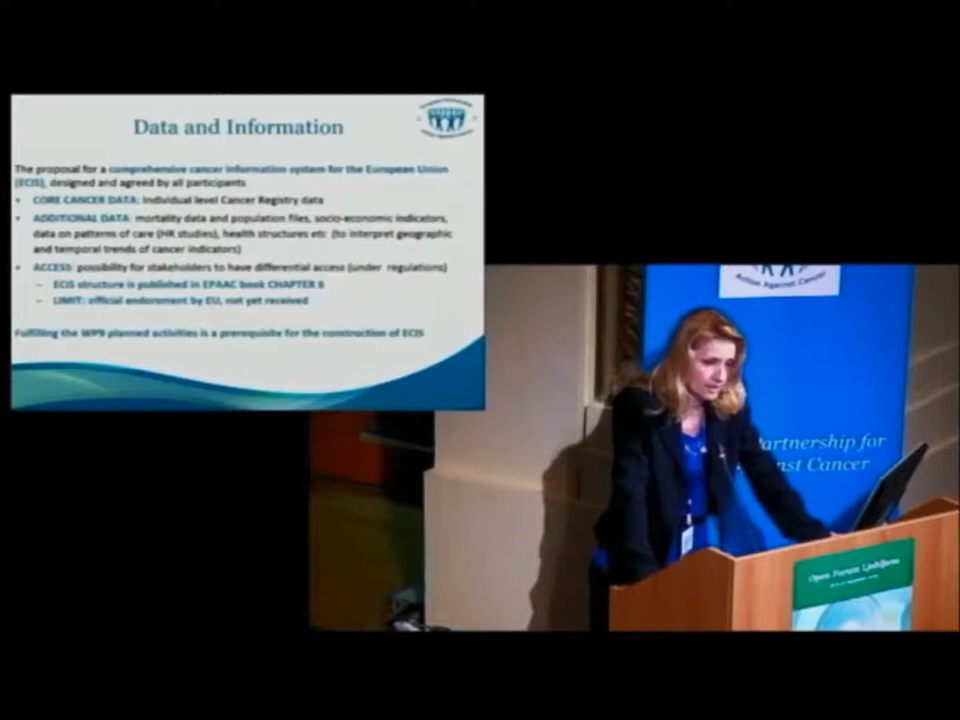 Data and Information
The proposal for a comprehensive cancer information system for the European Union
(ECIS), designed and agreed by all participants
• CORE CANCER DATA: Individual level Cancer Registry data
• ADDITIONAL DATA: mortality data and population files, socio-economic indicators,
data on patterns of care (HR studies), health structures etc (to interpret geographic
and temporal trends of cancer indicators)
• ACCESS: possibility for stakeholders to have differential access (under regulations)
– ECIS structure is published in EPAAC book CHAPTER 6
– LIMIT: official endorsment by EU, not yet received
Fulfilling the WP9 planned activities is a prerequisite for the construction of ECIS
Action Against Cancer
artnership for
nst Cancer
Open Forum Ljubljana